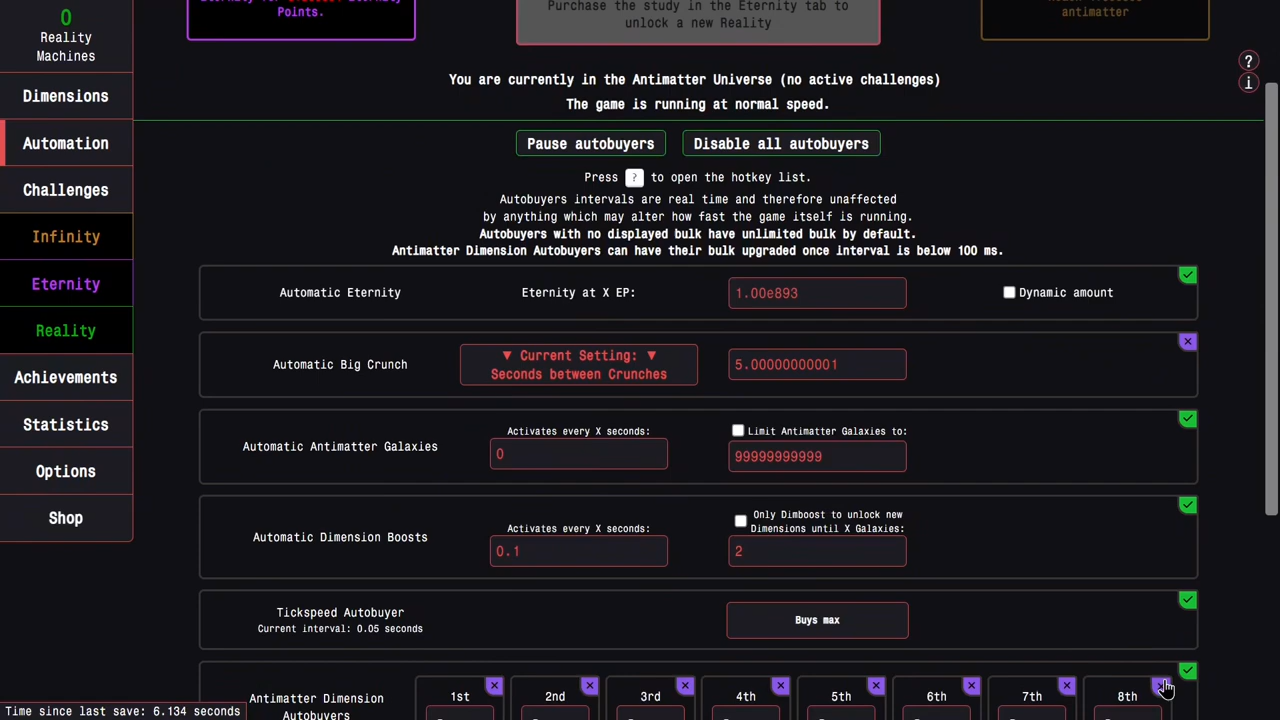 0
Reality
Machines
Points.
Purchase the study in the Eternity tab to
unlock a new Reality
antimatter
?
i
You are currently in the Antimatter Universe (no active challenges)
The game is running at normal speed.
Dimensions
Automation
Challenges
Infinity
Eternity
Reality
Achievements
Statistics
Options
Shop
Pause autobuyers
Disable all autobuyers
Press ? to open the hotkey list.
Autobuyers intervals are real time and therefore unaffected
by anything which may alter how fast the game itself is running.
Autobuyers with no displayed bulk have unlimited bulk by default.
Antimatter Dimension Autobuyers can have their bulk upgraded once interval is below 100 ms.
Automatic Eternity
Eternity at X EP:
1.00e893
Dynamic amount
Automatic Big Crunch
▼ Current Setting: ▼
Seconds between Crunches
5.00000000001
Automatic Antimatter Galaxies
Activates every X seconds:
0
Limit Antimatter Galaxies to:
99999999999
Automatic Dimension Boosts
Activates every X seconds:
0.1
Only Dimboost to unlock new
Dimensions until X Galaxies:
2
Tickspeed Autobuyer
Current interval: 0.05 seconds
Buys max
Antimatter Dimension
Autobuyers
1st
2nd
3rd
4th
5th
6th
7th
8th
Time since last save: 6.134 seconds